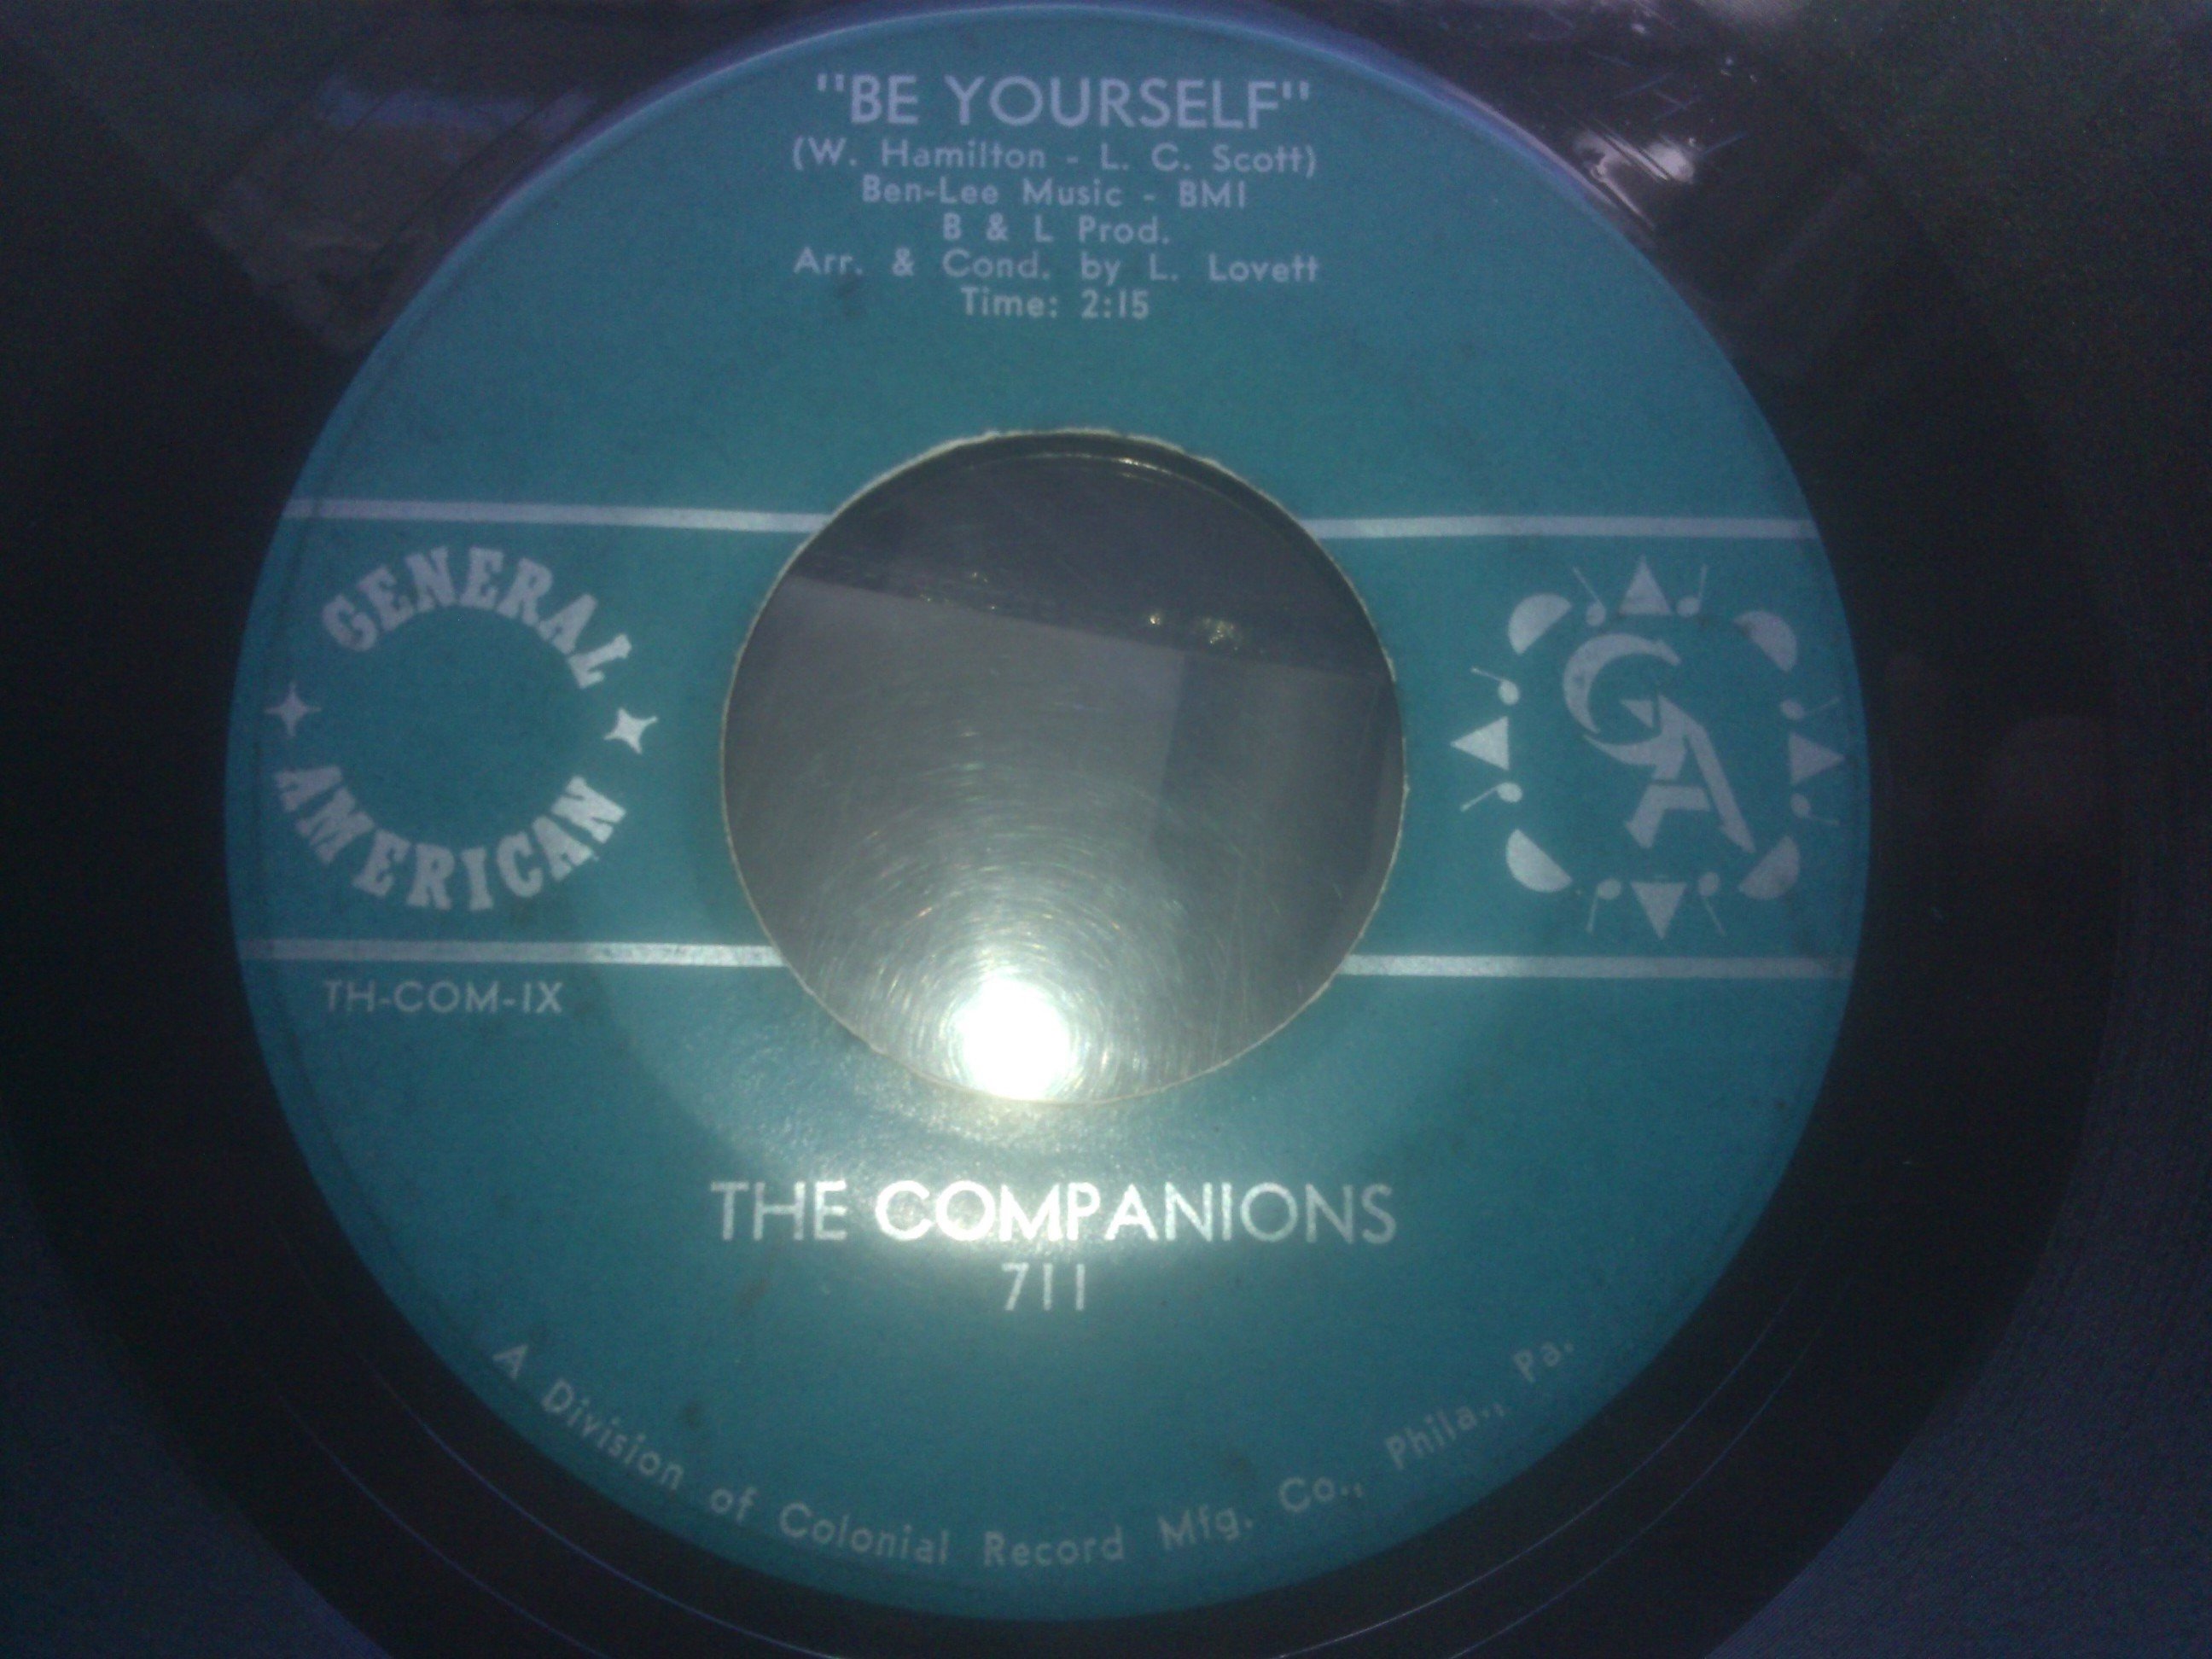 "BE YOURSELF"
(W. Hamilton - L. C. Scott)
Ben-Lee Music - BMI
B & L Prod.
Arr. & Cond. by L. Lovett
Time: 2:15
GENERAL
AMERICAN
GA
TH-COM-IX
THE COMPANIONS
711
A Division of Colonial Record Mfg. Co., Phila., Pa.